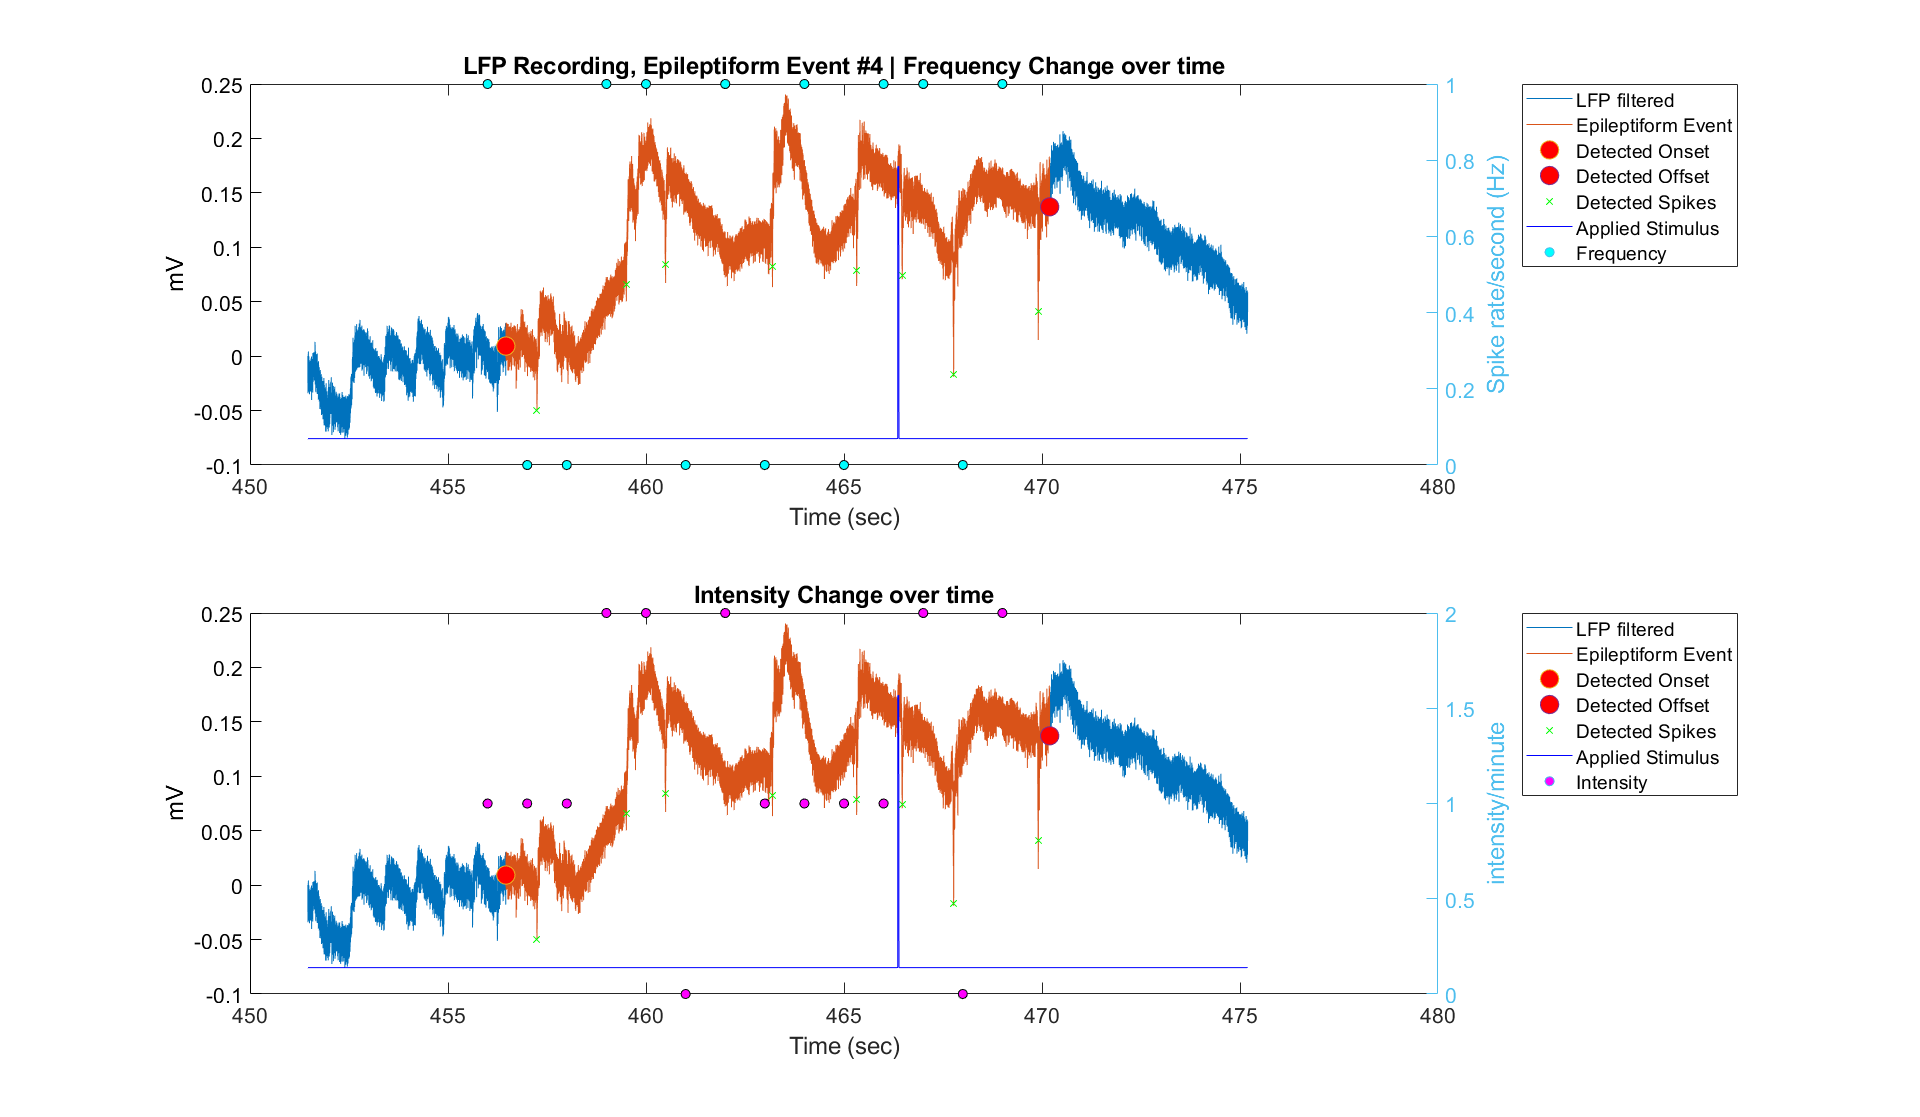 LFP Recording, Epileptiform Event #4 | Frequency Change over time
0.25
0.2
0.15
0.1
0.05
0
-0.05
-0.1
mV
450 455 460 465 470 475 480
Time (sec)
1
0.8
0.6
0.4
0.2
0
Spike rate/second (Hz)
LFP filtered
Epileptiform Event
Detected Onset
Detected Offset
Detected Spikes
Applied Stimulus
Frequency
Intensity Change over time
0.25
0.2
0.15
0.1
0.05
0
-0.05
-0.1
mV
450 455 460 465 470 475 480
Time (sec)
2
1.5
1
0.5
0
intensity/minute
LFP filtered
Epileptiform Event
Detected Onset
Detected Offset
Detected Spikes
Applied Stimulus
Intensity